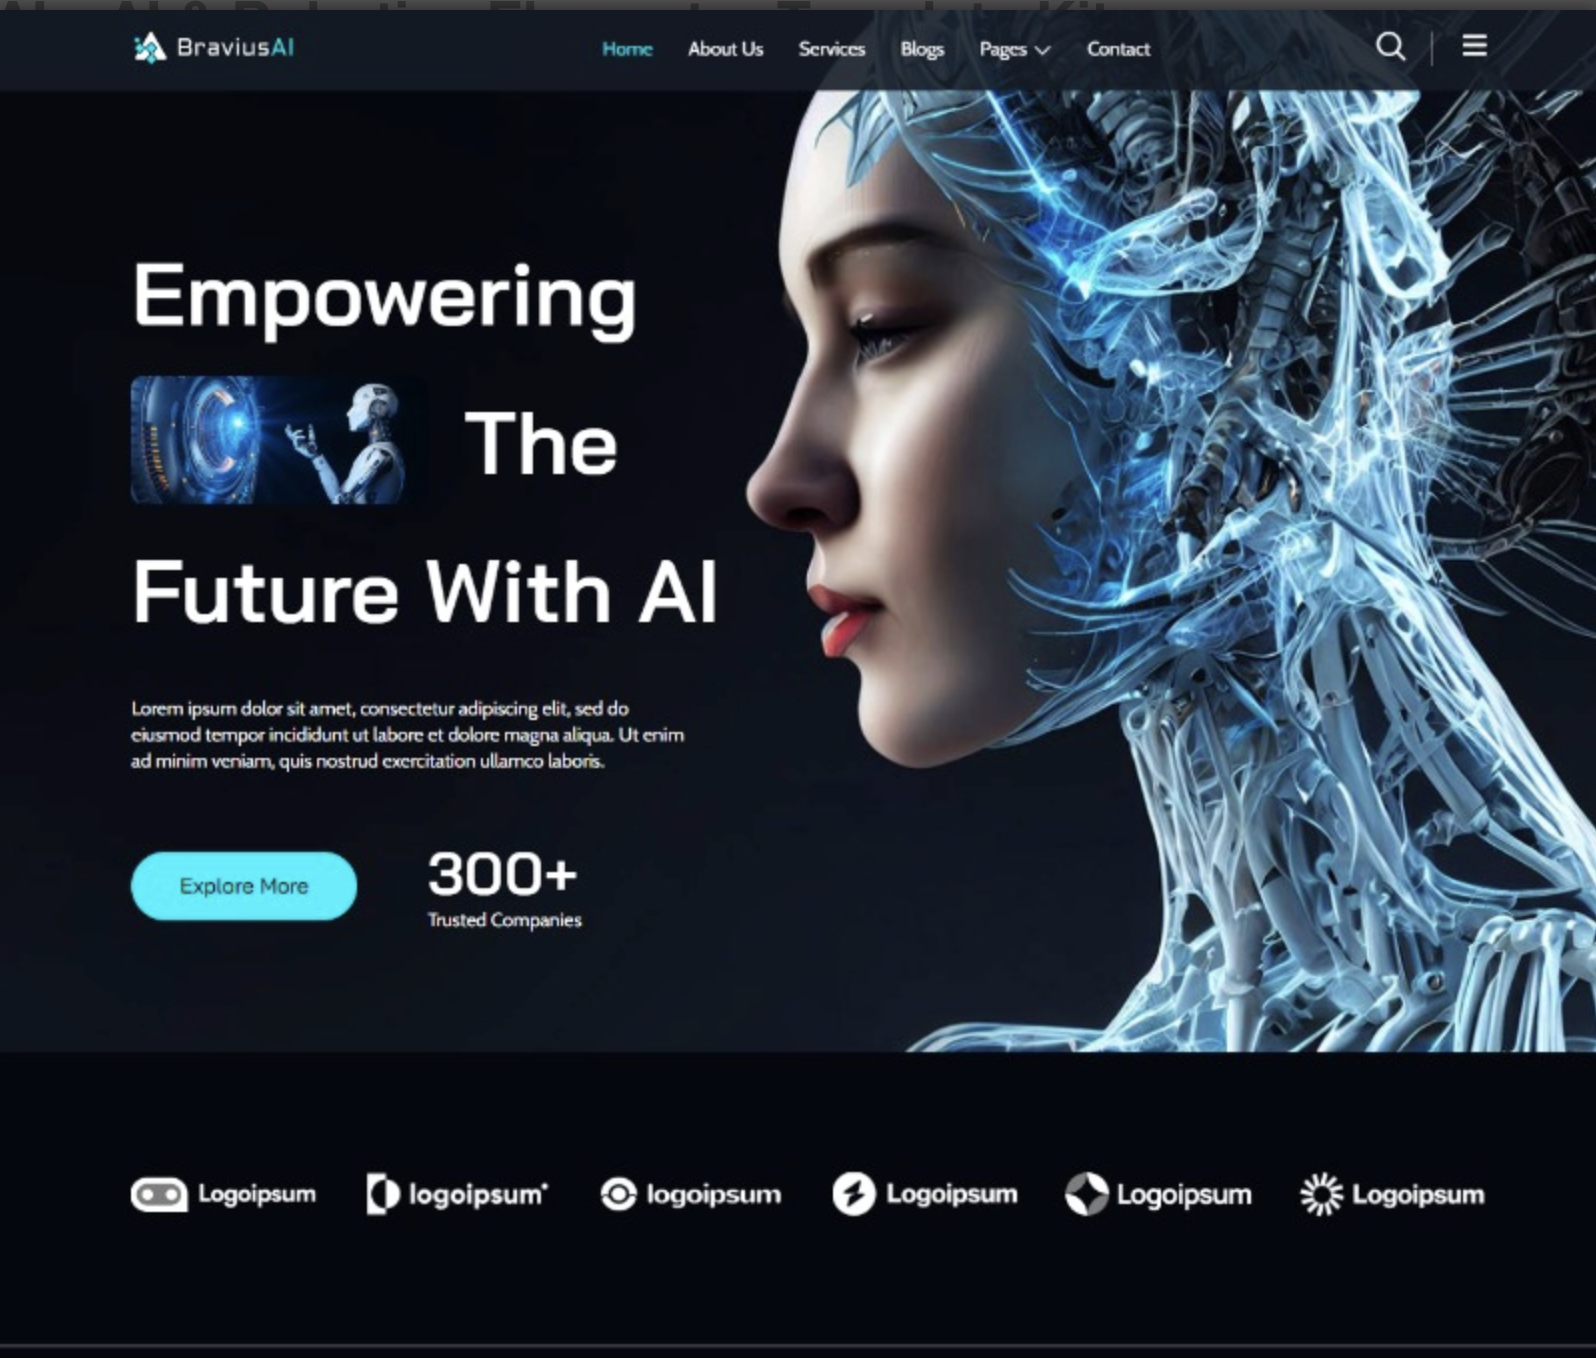 BraviusAI
Home About Us Services Blogs Pages Contact
Empowering
The
Future With AI
Lorem ipsum dolor sit amet, consectetur adipiscing elit, sed do
eiusmod tempor incididunt ut labore et dolore magna aliqua. Ut enim
ad minim veniam, quis nostrud exercitation ullamco laboris.
Explore More
300+
Trusted Companies
Logoipsum logoipsum logoipsum Logoipsum Logoipsum Logoipsum